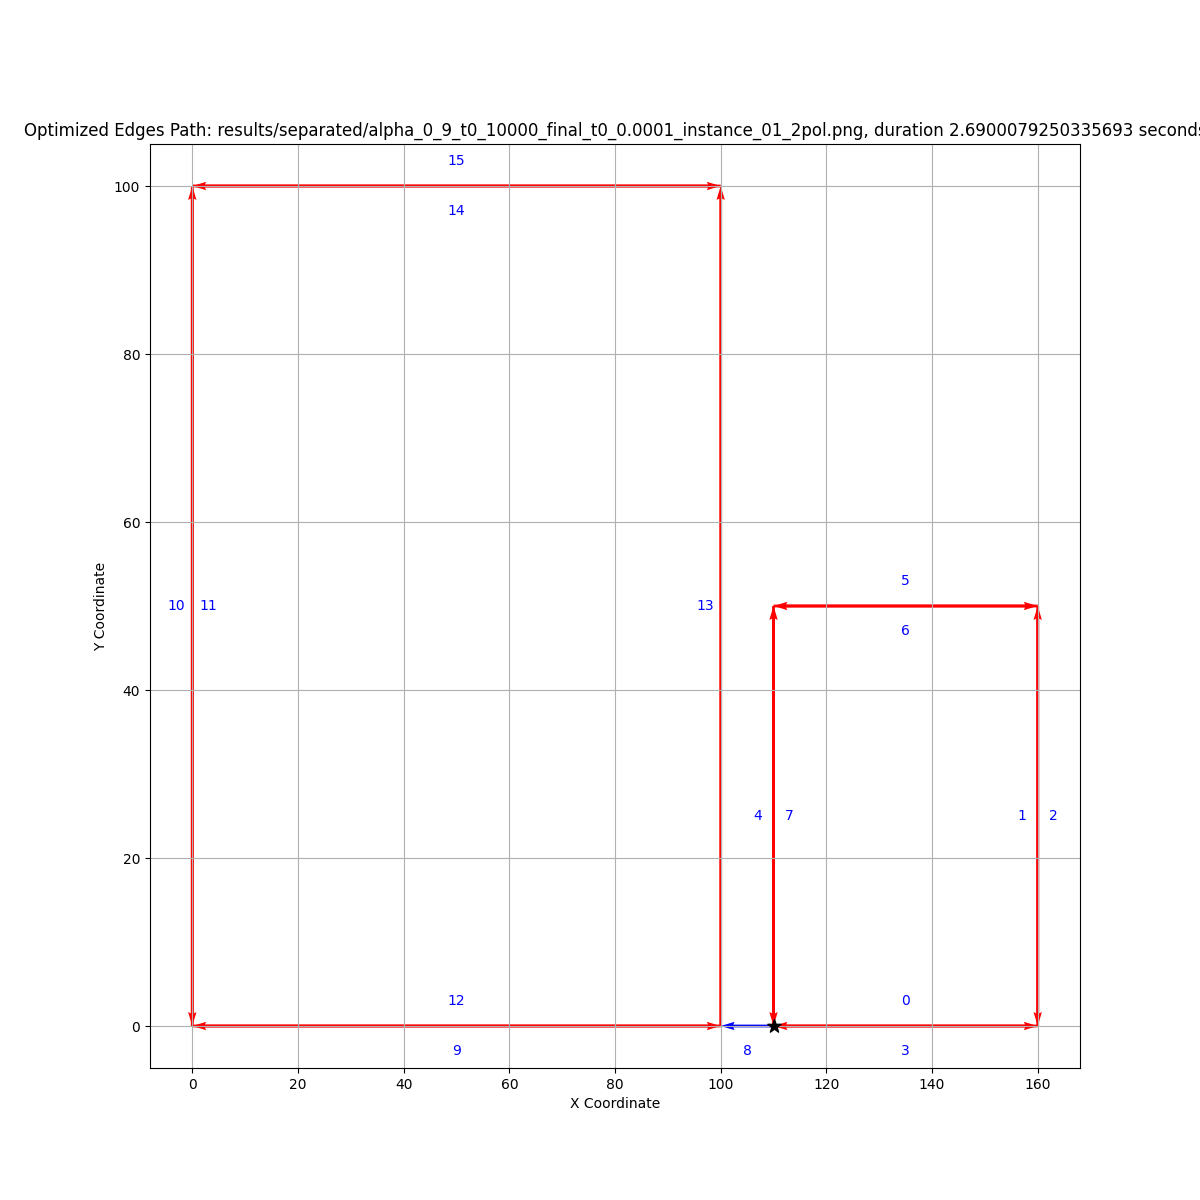 Optimized Edges Path: results/separated/alpha_0_9_t0_10000_final_t0_0.0001_instance_01_2pol.png, duration 2.6900079250335693 seconds
15
100
14
80
60
5
10 11 13
6
Y Coordinate
40
4 7 1 2
20
12 0
0
9 8 3
0 20 40 60 80 100 120 140 160
X Coordinate